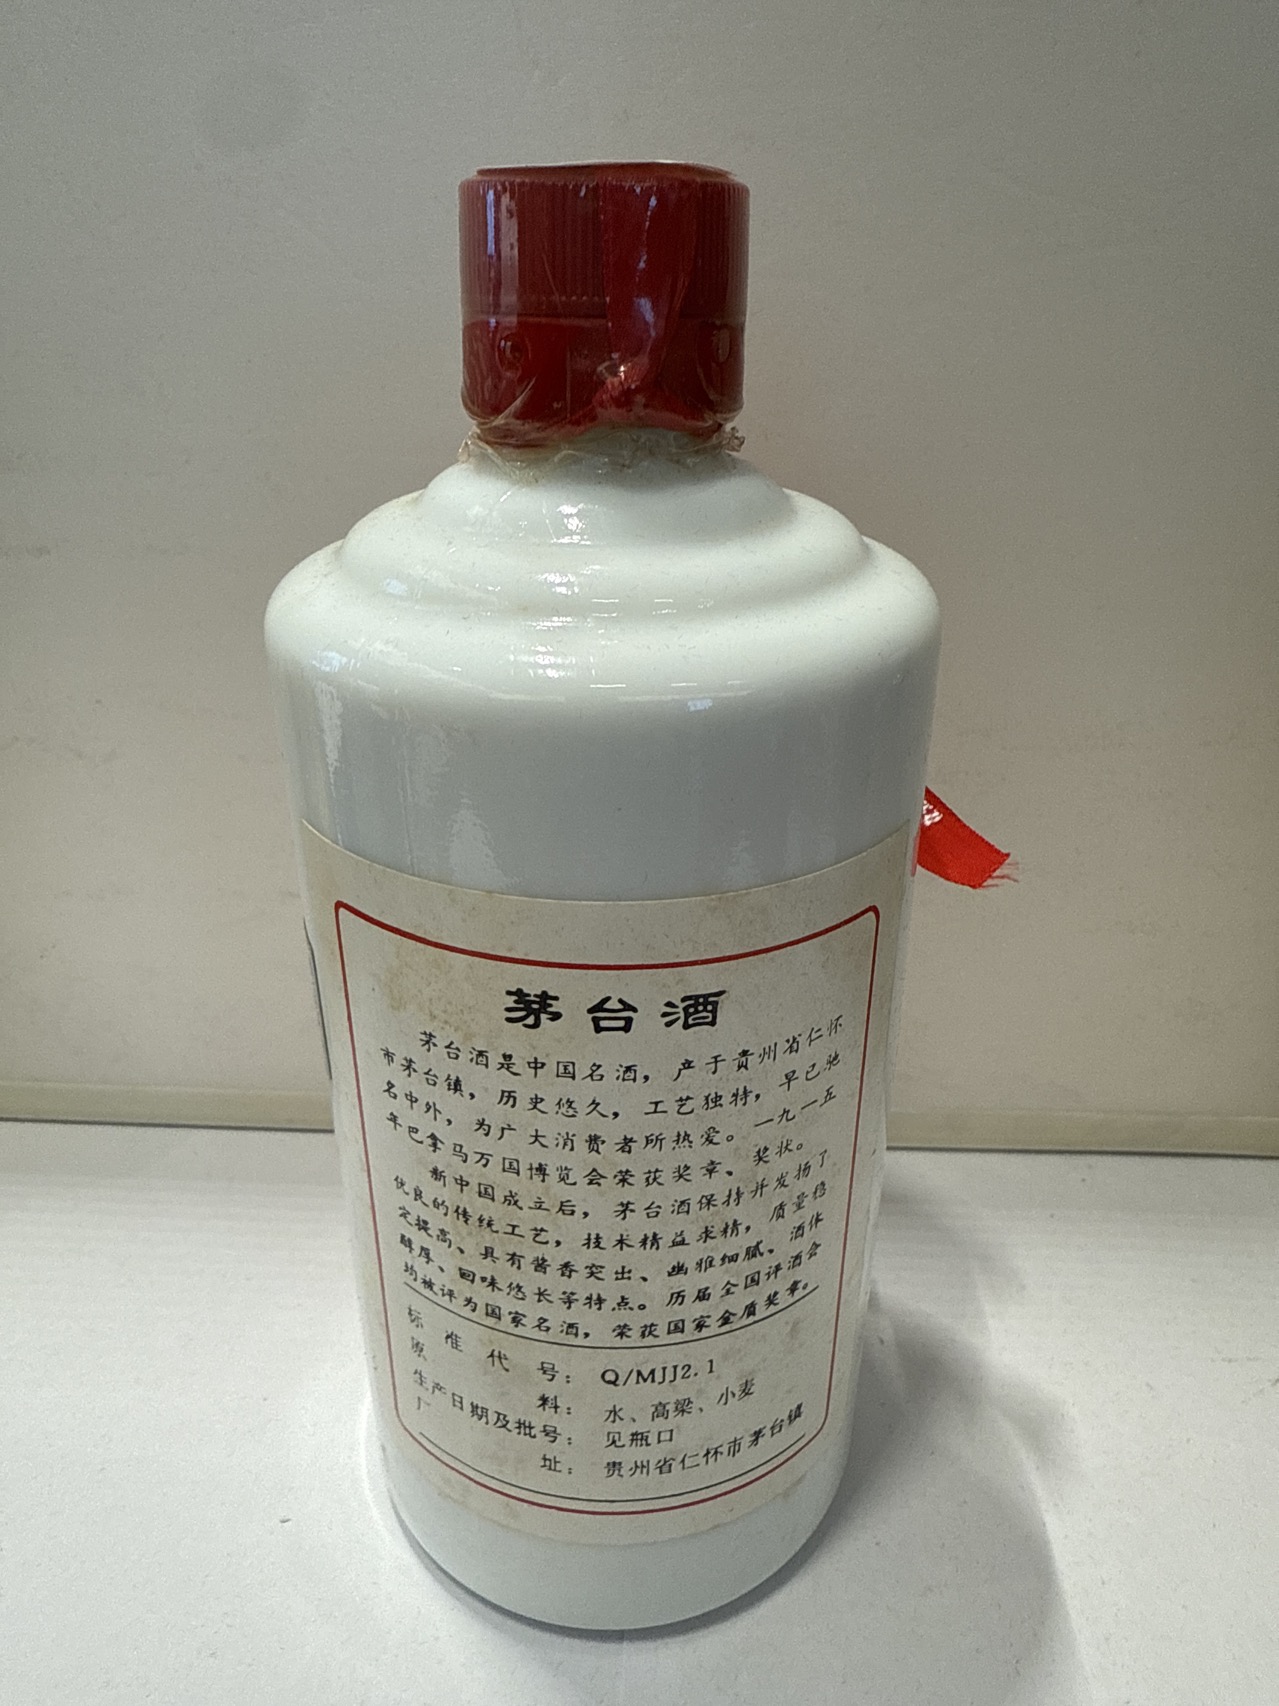 茅台酒
茅台酒是中国名酒，产于贵州省仁怀
市茅台镇，历史悠久，工艺独特，早已驰
名中外，为广大消费者所热爱。一九一五
年巴拿马万国博览会荣获奖章、奖状。
新中国成立后，茅台酒保持并发扬了
优良的传统工艺，技术精益求精，质量稳
定提高、具有酱香突出、幽雅细腻、酒体
醇厚、回味悠长等特点。历届全国评酒会
均被评为国家名酒，荣获国家金质奖章。
标准代号：Q/MJJ2.1
原料：水、高粱、小麦
生产日期及批号：见瓶口
厂址：贵州省仁怀市茅台镇